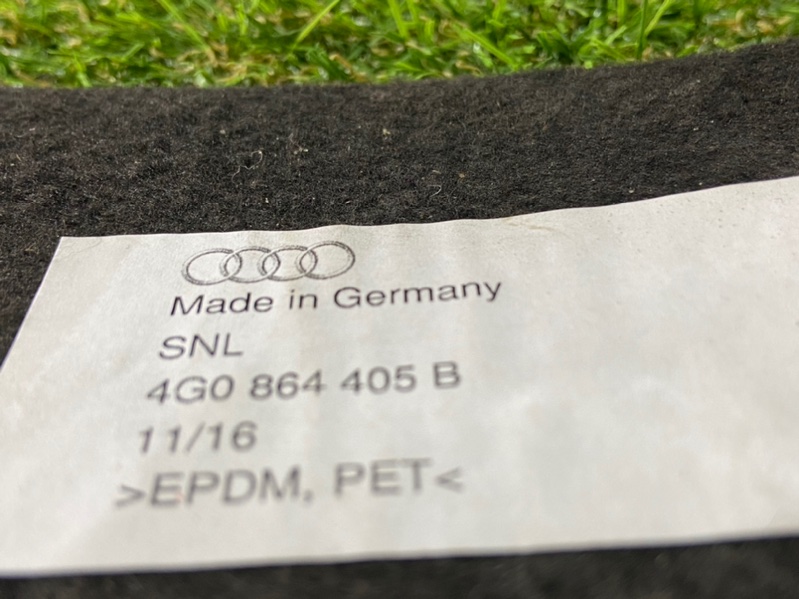 Made in Germany
SNL
4G0 864 405 B
11/16
>EPDM, PET<